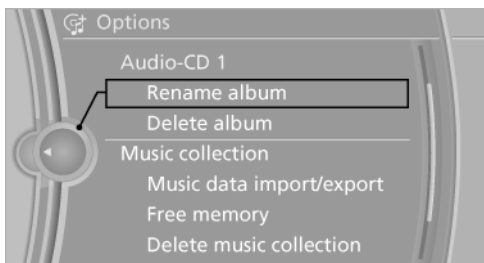 Options
Audio-CD 1
Rename album
Delete album
Music collection
Music data import/export
Free memory
Delete music collection